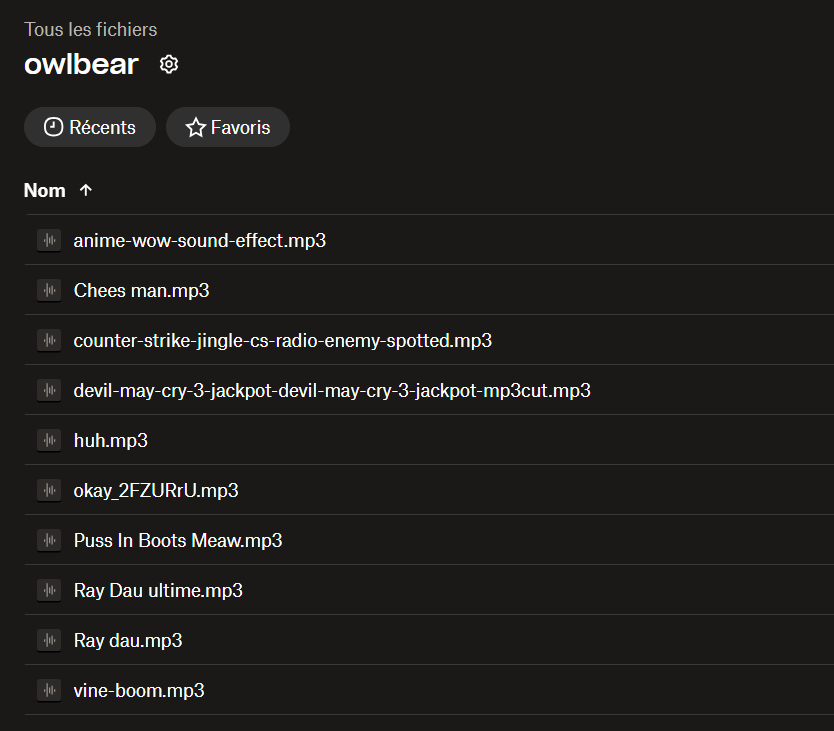 Tous les fichiers
owlbear
Récents Favoris
Nom
anime-wow-sound-effect.mp3
Chees man.mp3
counter-strike-jingle-cs-radio-enemy-spotted.mp3
devil-may-cry-3-jackpot-devil-may-cry-3-jackpot-mp3cut.mp3
huh.mp3
okay_2FZURrU.mp3
Puss In Boots Meaw.mp3
Ray Dau ultime.mp3
Ray dau.mp3
vine-boom.mp3